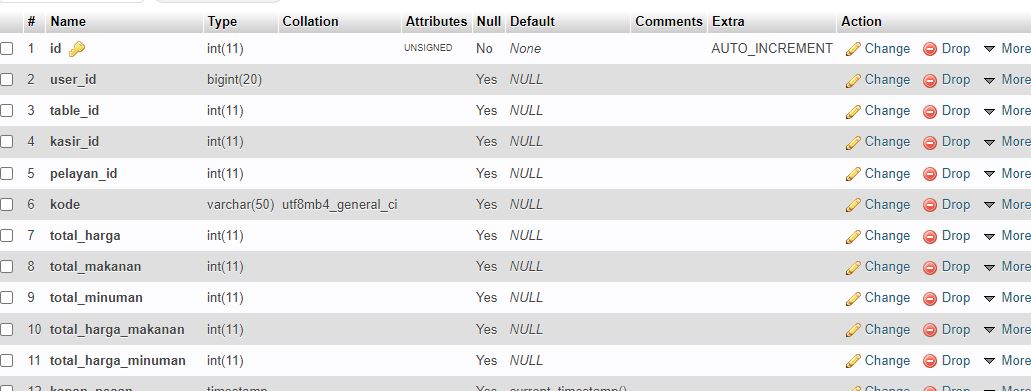 # Name Type Collation Attributes Null Default Comments Extra Action
1 id int(11) UNSIGNED No None AUTO_INCREMENT Change Drop More
2 user_id bigint(20) Yes NULL Change Drop More
3 table_id int(11) Yes NULL Change Drop More
4 kasir_id int(11) Yes NULL Change Drop More
5 pelayan_id int(11) Yes NULL Change Drop More
6 kode varchar(50) utf8mb4_general_ci Yes NULL Change Drop More
7 total_harga int(11) Yes NULL Change Drop More
8 total_makanan int(11) Yes NULL Change Drop More
9 total_minuman int(11) Yes NULL Change Drop More
10 total_harga_makanan int(11) Yes NULL Change Drop More
11 total_harga_minuman int(11) Yes NULL Change Drop More
12 timestamp Yes current_timestamp() Change Drop More